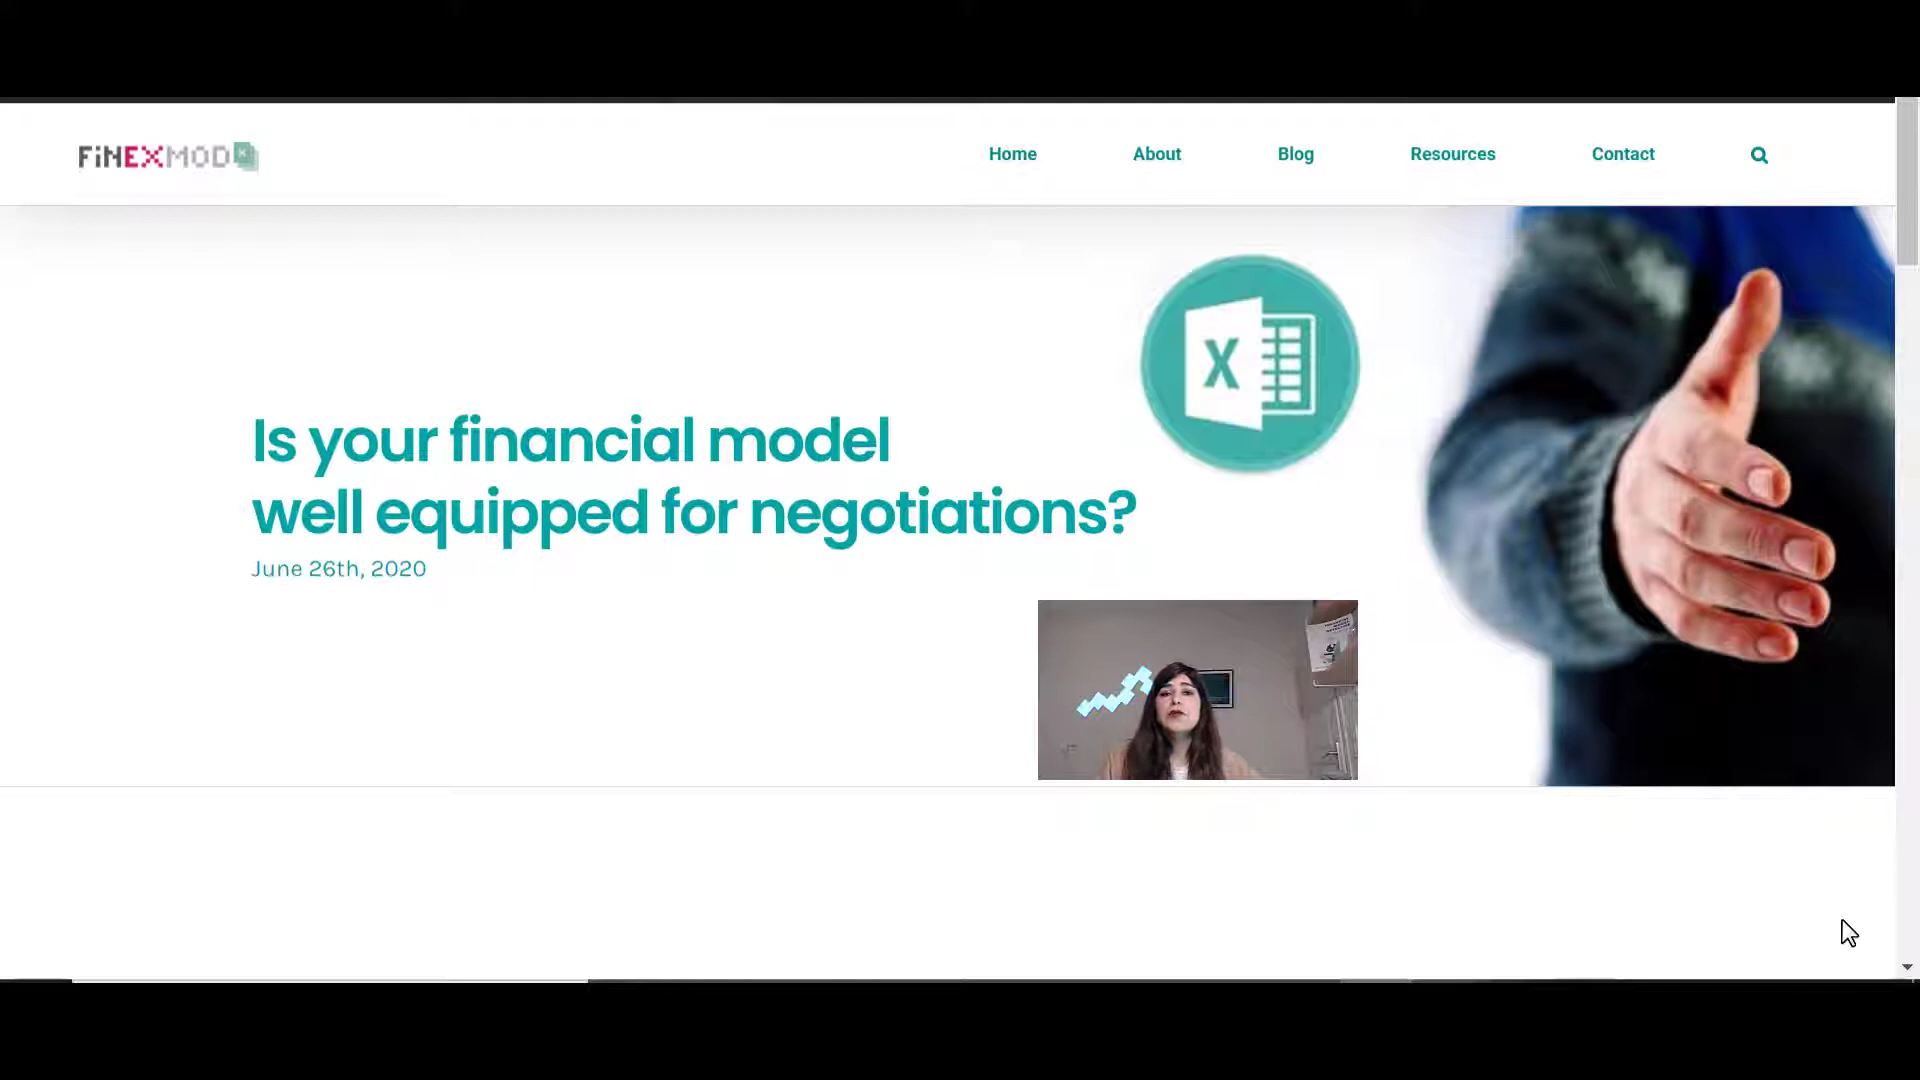 FiNEXMOD
Home
About
Blog
Resources
Contact
X
Is your financial model
well equipped for negotiations?
June 26th, 2020